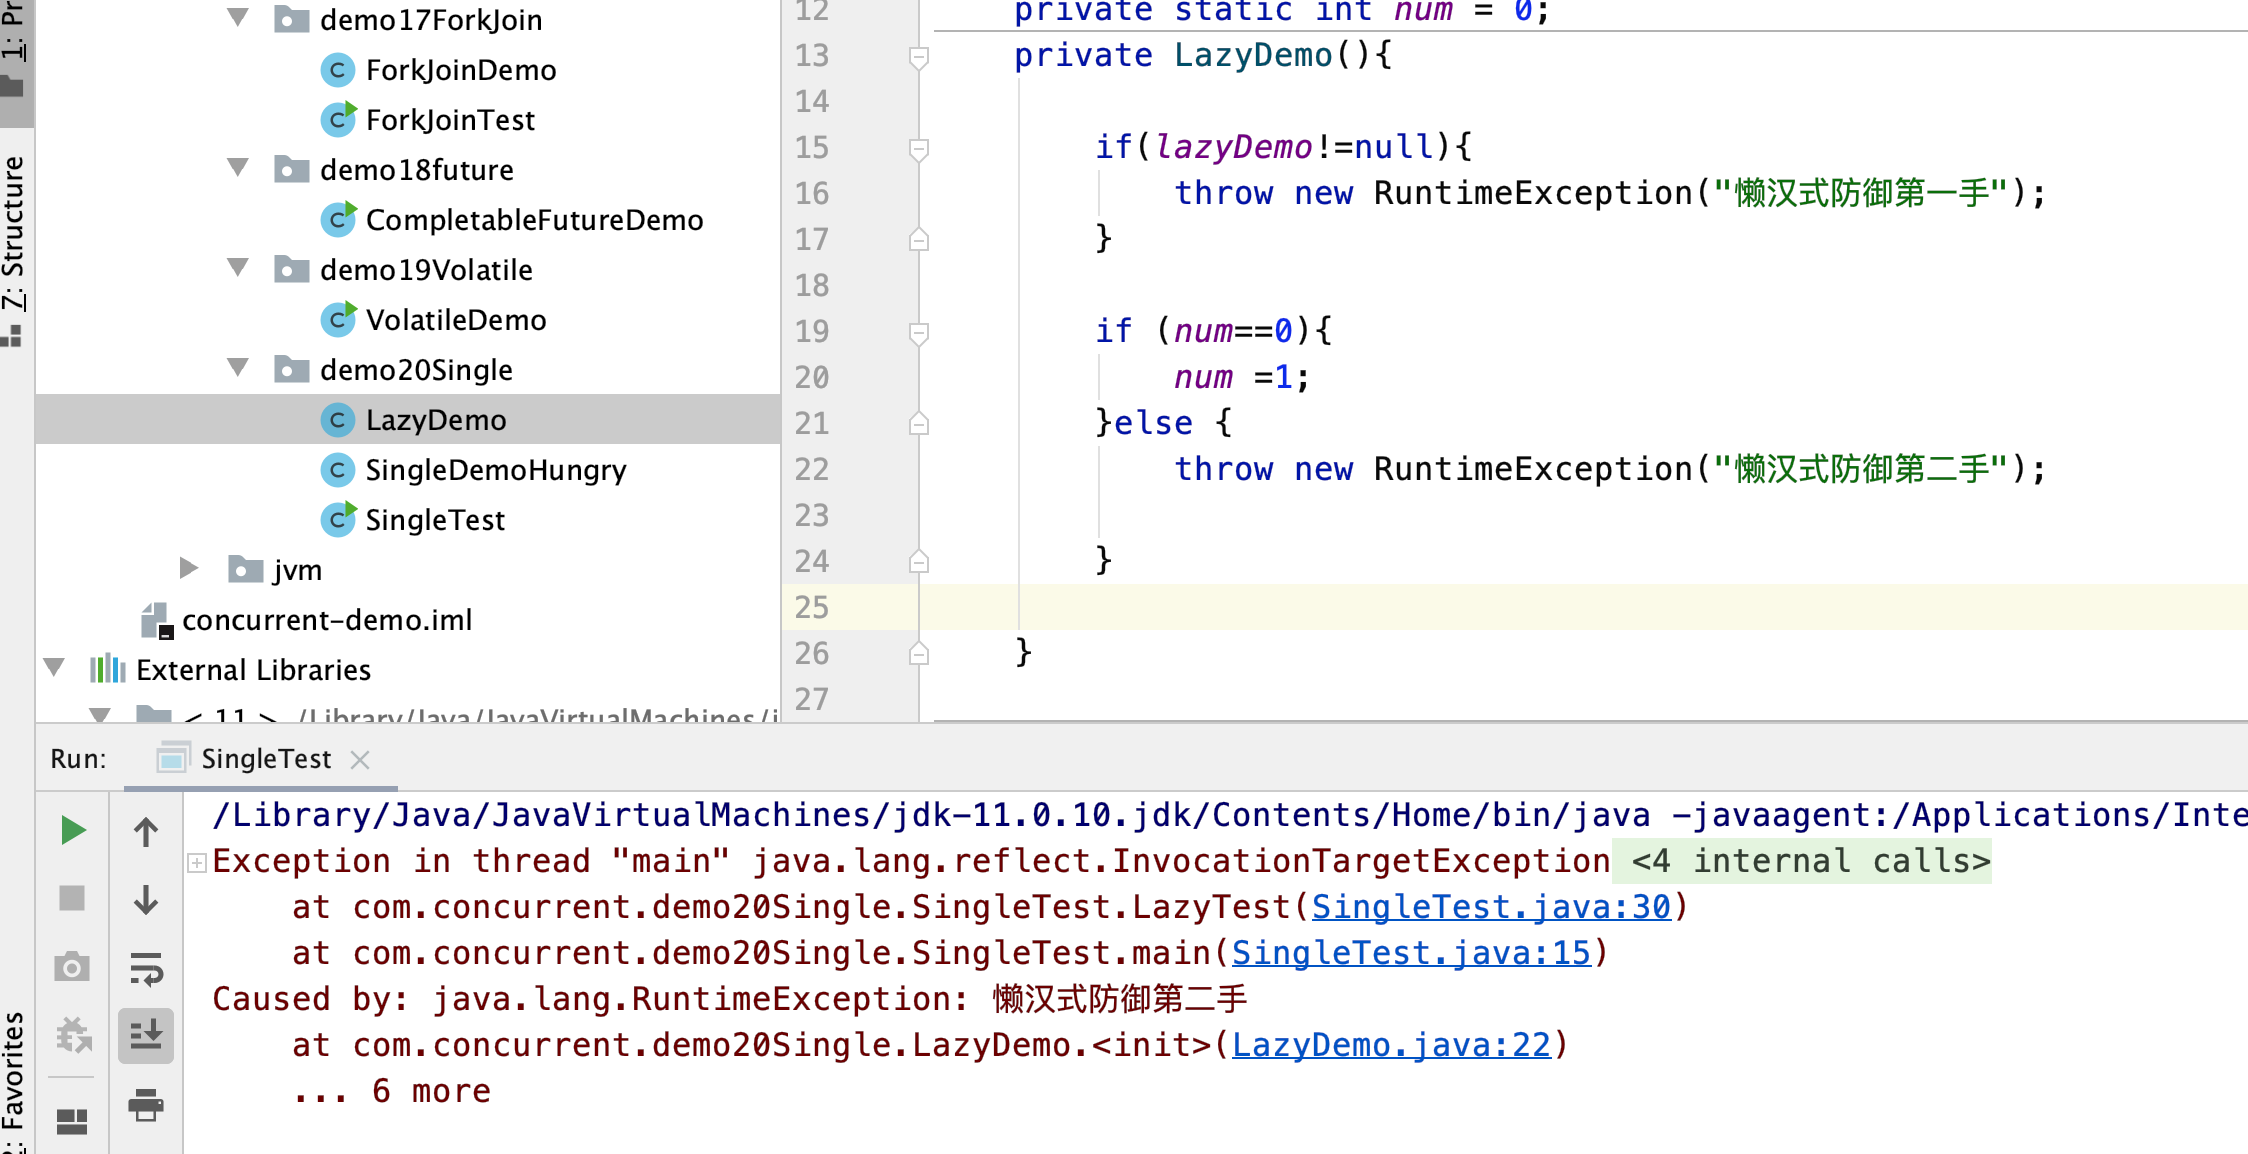 1: Pr
7: Structure
Favorites
demo17ForkJoin
ForkJoinDemo
ForkJoinTest
demo18future
CompletableFutureDemo
demo19Volatile
VolatileDemo
demo20Single
LazyDemo
SingleDemoHungry
SingleTest
jvm
concurrent-demo.iml
External Libraries
< 11 > /Library/Java/JavaVirtualMachines/j
12 private static int num = 0;
13 private LazyDemo(){
14
15 if(lazyDemo!=null){
16 throw new RuntimeException("懒汉式防御第一手");
17 }
18
19 if (num==0){
20 num =1;
21 }else {
22 throw new RuntimeException("懒汉式防御第二手");
23
24 }
25
26 }
27
Run: SingleTest
/Library/Java/JavaVirtualMachines/jdk-11.0.10.jdk/Contents/Home/bin/java -javaagent:/Applications/Inte
Exception in thread "main" java.lang.reflect.InvocationTargetException <4 internal calls>
at com.concurrent.demo20Single.SingleTest.LazyTest(SingleTest.java:30)
at com.concurrent.demo20Single.SingleTest.main(SingleTest.java:15)
Caused by: java.lang.RuntimeException: 懒汉式防御第二手
at com.concurrent.demo20Single.LazyDemo.<init>(LazyDemo.java:22)
... 6 more